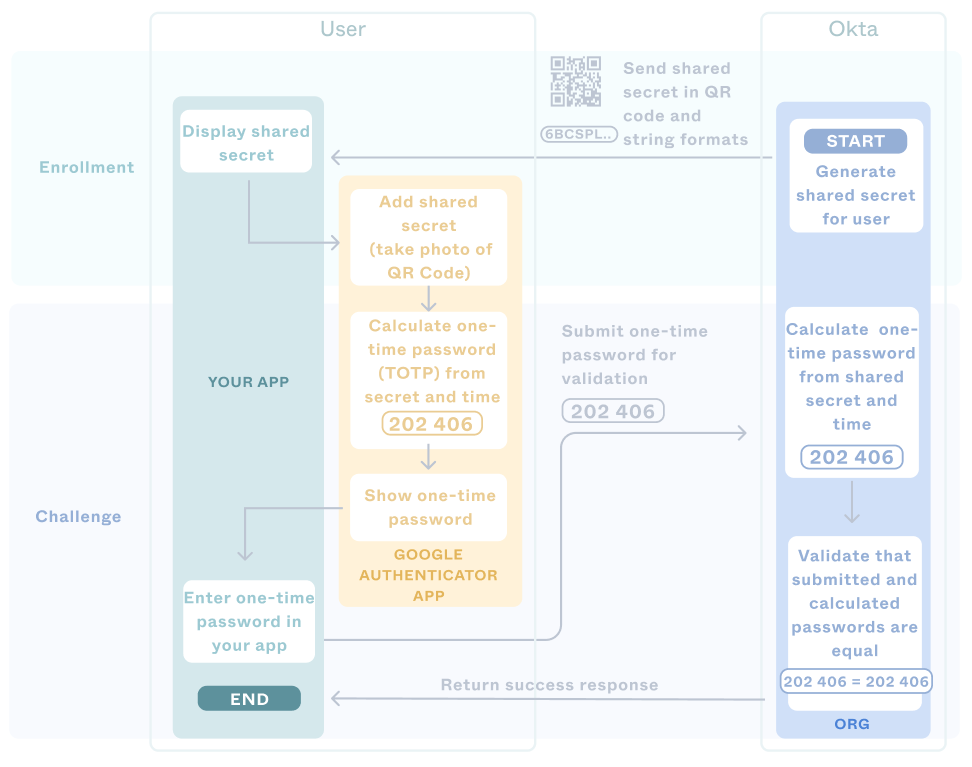 User
Okta
Enrollment
START
Generate
shared secret
for user
Send shared
secret in QR
code and
string formats
6BCSPL..
Display shared
secret
Add shared
secret
(take photo of
QR Code)
Challenge
YOUR APP
Calculate one-
time password
(TOTP) from
secret and time
202 406
Show one-time
password
GOOGLE
AUTHENTICATOR
APP
Enter one-time
password in
your app
Submit one-time
password for
validation
202 406
Calculate one-
time password
from shared
secret and
time
202 406
Validate that
submitted and
calculated
passwords are
equal
202 406 = 202 406
ORG
Return success response
END